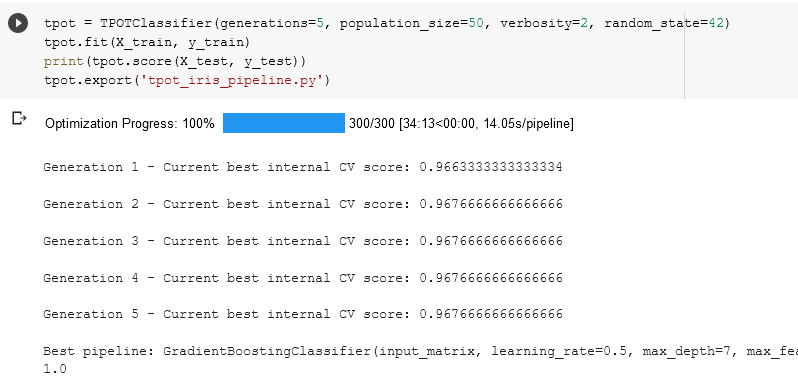 tpot = TPOTClassifier(generations=5, population_size=50, verbosity=2, random_state=42)
tpot.fit(X_train, y_train)
print(tpot.score(X_test, y_test))
tpot.export('tpot_iris_pipeline.py')
Optimization Progress: 100% 300/300 [34:13<00:00, 14.05s/pipeline]
Generation 1 - Current best internal CV score: 0.9663333333333334
Generation 2 - Current best internal CV score: 0.9676666666666666
Generation 3 - Current best internal CV score: 0.9676666666666666
Generation 4 - Current best internal CV score: 0.9676666666666666
Generation 5 - Current best internal CV score: 0.9676666666666666
Best pipeline: GradientBoostingClassifier(input_matrix, learning_rate=0.5, max_depth=7, max_fea
1.0